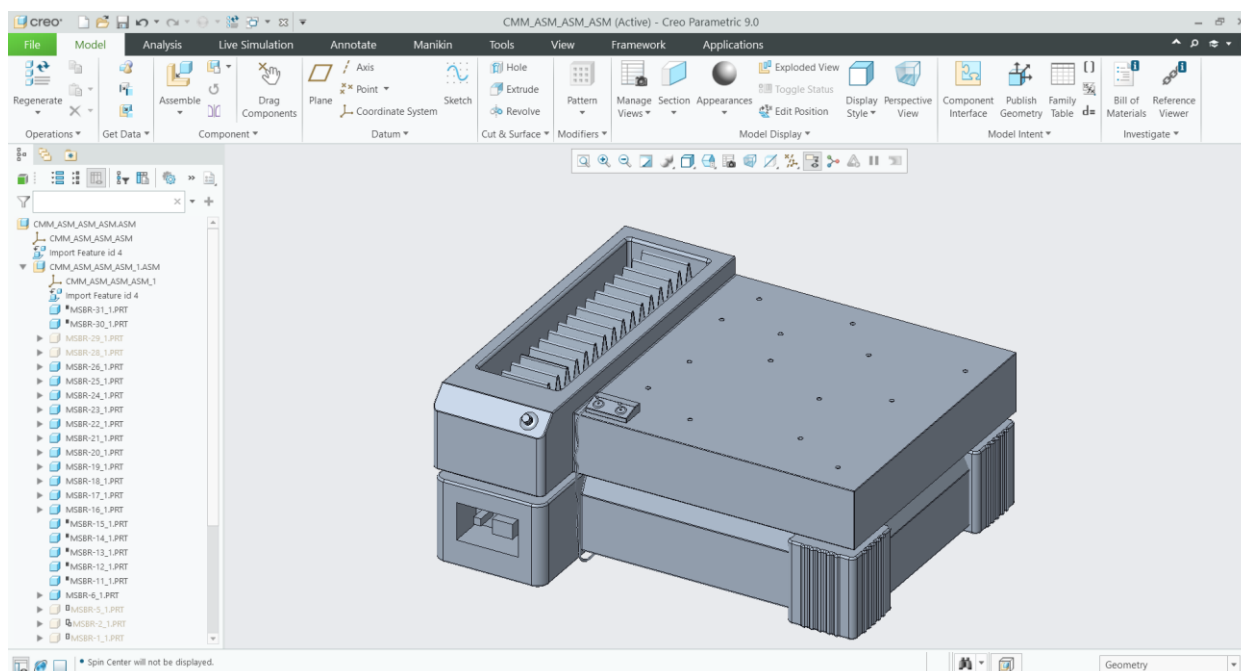 creo·
CMM_ASM_ASM_ASM (Active) - Creo Parametric 9.0
File Model Analysis Live Simulation Annotate Manikin Tools View Framework Applications
Regenerate
Operations
Get Data
Assemble
Drag
Components
Component
Plane
Axis
Point
Coordinate System
Sketch
Datum
Hole
Extrude
Revolve
Cut & Surface
Pattern
Modifiers
Manage
Views
Section
Appearances
Exploded View
Toggle Status
Edit Position
Display
Style
Perspective
View
Model Display
Component
Interface
Publish
Geometry
Family
Table
d=
Model Intent
Bill of
Materials
Reference
Viewer
Investigate
CMM_ASM_ASM_ASM.ASM
CMM_ASM_ASM_ASM
Import Feature id 4
CMM_ASM_ASM_ASM_1.ASM
CMM_ASM_ASM_ASM_1
Import Feature id 4
MSBR-31_1.PRT
MSBR-30_1.PRT
MSBR-29_1.PRT
MSBR-28_1.PRT
MSBR-26_1.PRT
MSBR-25_1.PRT
MSBR-24_1.PRT
MSBR-23_1.PRT
MSBR-22_1.PRT
MSBR-21_1.PRT
MSBR-20_1.PRT
MSBR-19_1.PRT
MSBR-18_1.PRT
MSBR-17_1.PRT
MSBR-16_1.PRT
MSBR-15_1.PRT
MSBR-14_1.PRT
MSBR-13_1.PRT
MSBR-12_1.PRT
MSBR-11_1.PRT
MSBR-6_1.PRT
MSBR-5_1.PRT
MSBR-2_1.PRT
MSBR-1_1.PRT
• Spin Center will not be displayed.
Geometry